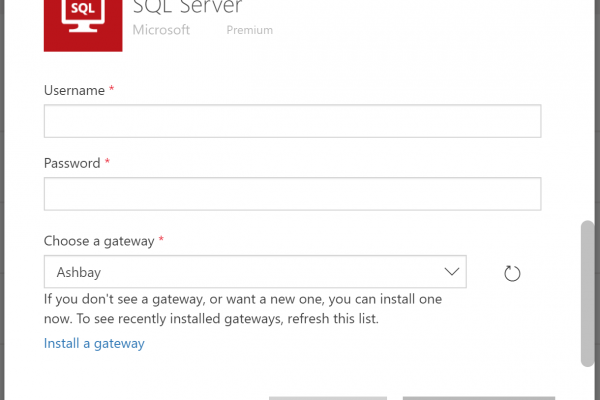 SQL
SQL Server
Microsoft Premium
Username *
Password *
Choose a gateway *
Ashbay
If you don't see a gateway, or want a new one, you can install one
now. To see recently installed gateways, refresh this list.
Install a gateway